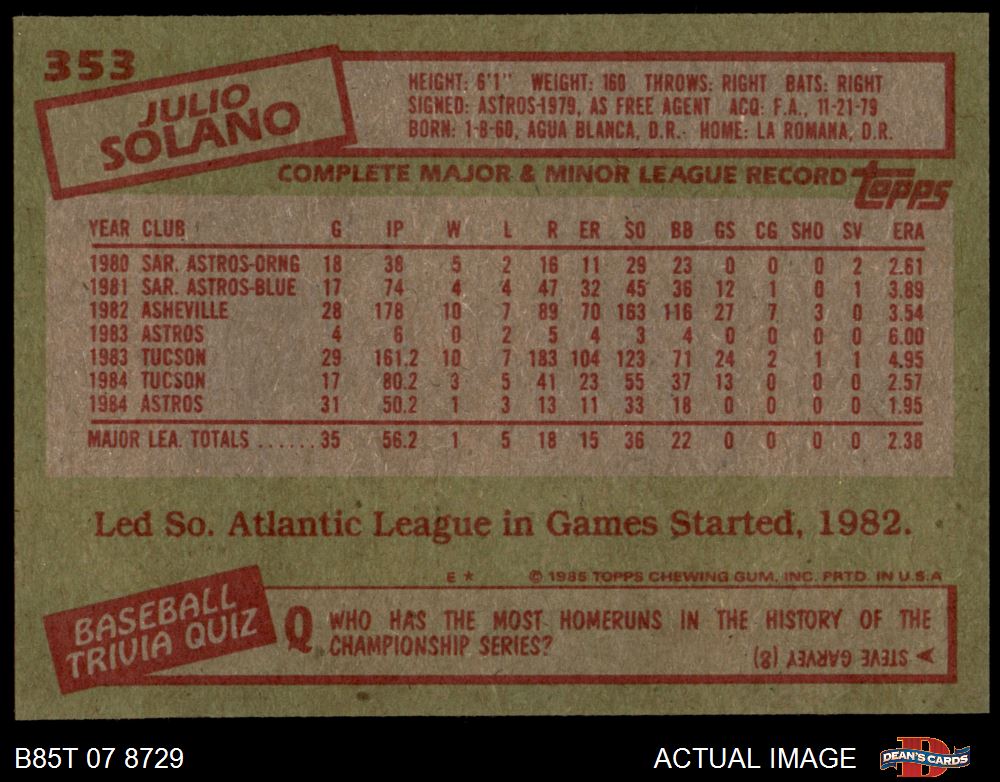 353
JULIO
SOLANO
HEIGHT: 6'1" WEIGHT: 160 THROWS: RIGHT BATS: RIGHT
SIGNED: ASTROS-1979, AS FREE AGENT ACQ: F.A., 11-21-79
BORN: 1-8-60, AGUA BLANCA, D.R. HOME: LA ROMANA, D.R.
COMPLETE MAJOR & MINOR LEAGUE RECORD topps
YEAR CLUB G IP W L R ER SO BB GS CG SHO SV ERA
1980 SAR. ASTROS-ORNG 18 38 5 2 16 11 29 23 0 0 0 2 2.61
1981 SAR. ASTROS-BLUE 17 74 4 4 47 32 45 36 12 1 0 1 3.89
1982 ASHEVILLE 28 178 10 7 89 70 163 116 27 7 3 0 3.54
1983 ASTROS 4 6 0 2 5 4 3 4 0 0 0 0 6.00
1983 TUCSON 29 161.2 10 7 183 104 123 71 24 2 1 1 4.95
1984 TUCSON 17 80.2 3 5 41 23 55 37 13 0 0 0 2.57
1984 ASTROS 31 50.2 1 3 13 11 33 18 0 0 0 0 1.95
MAJOR LEA. TOTALS ...... 35 56.2 1 5 18 15 36 22 0 0 0 0 2.38
Led So. Atlantic League in Games Started, 1982.
E * © 1985 TOPPS CHEWING GUM, INC. PRTD. IN U.S.A
BASEBALL
TRIVIA QUIZ
Q WHO HAS THE MOST HOMERUNS IN THE HISTORY OF THE
CHAMPIONSHIP SERIES?
A STEVE GARVEY (8)
B85T 07 8729 ACTUAL IMAGE D DEAN'S CARDS